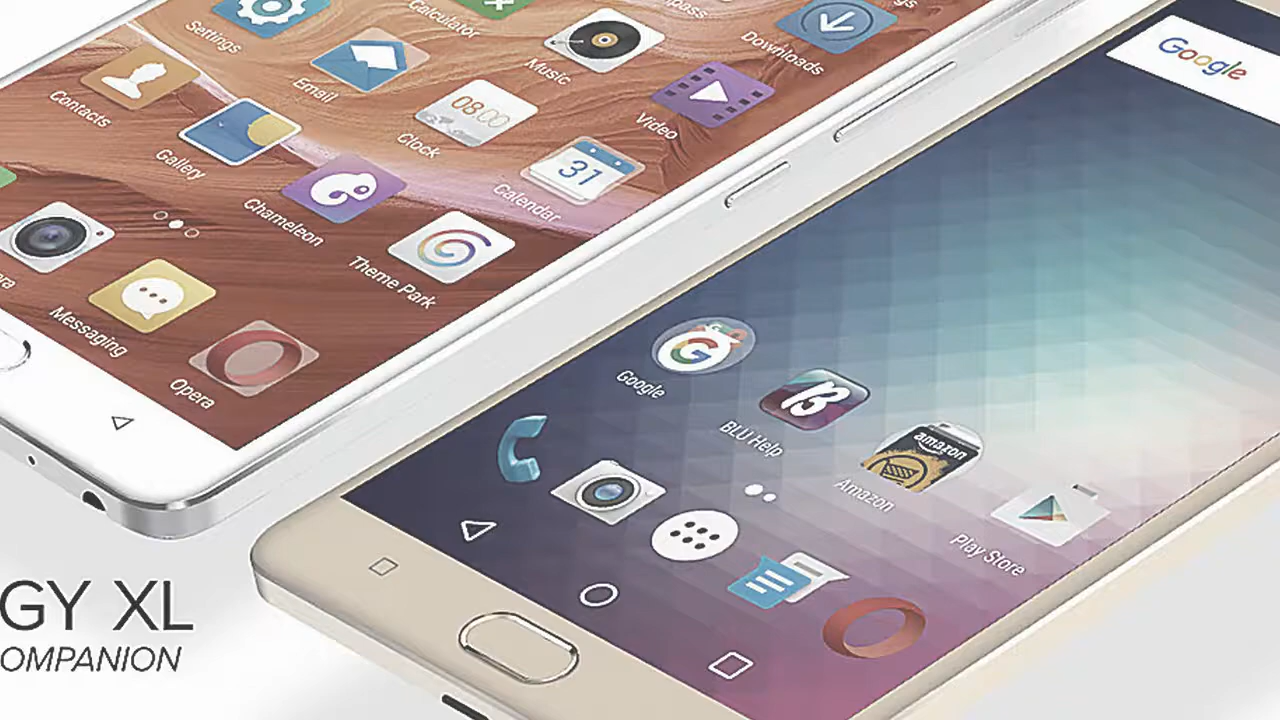 Settings
Calculator
Downloads
Music
Email
Contacts
Video
Clock
08:00
Gallery
31
Calendar
Chameleon
Theme Park
Messaging
Opera
Google
G
Google
B
BLU Help
amazon
Amazon
Play Store
GY XL
OMPANION